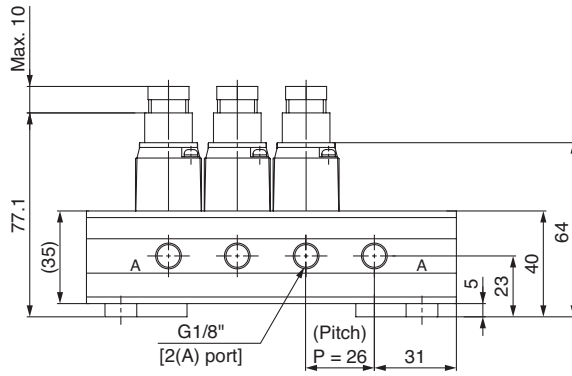 Max. 10
77.1
(35)
A
A
5
23
40
64
G1/8"
[2(A) port]
(Pitch)
P = 26
31